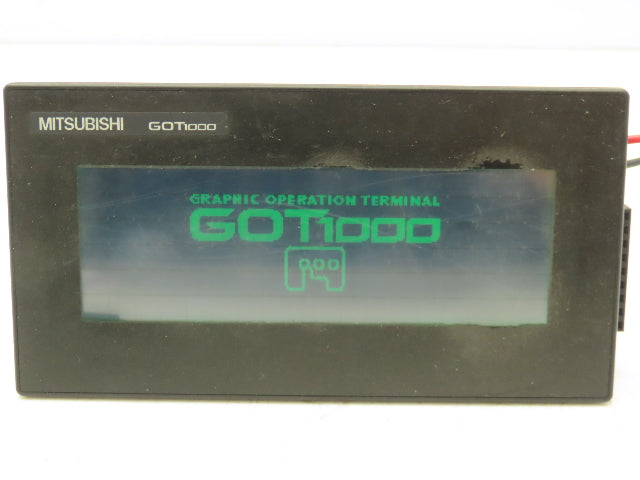 MITSUBISHI GOT1000
GRAPHIC OPERATION TERMINAL
GOT1000